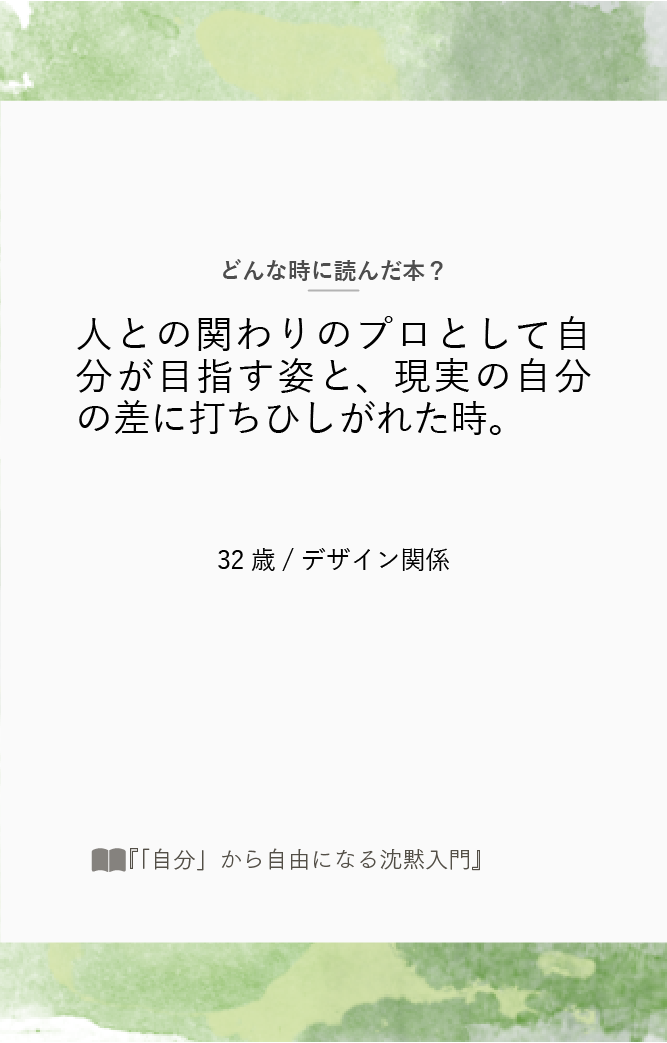 どんな時に読んだ本？
人との関わりのプロとして自
分が目指す姿と、現実の自分
の差に打ちひしがれた時。
32 歳 / デザイン関係
『「自分」から自由になる沈黙入門』